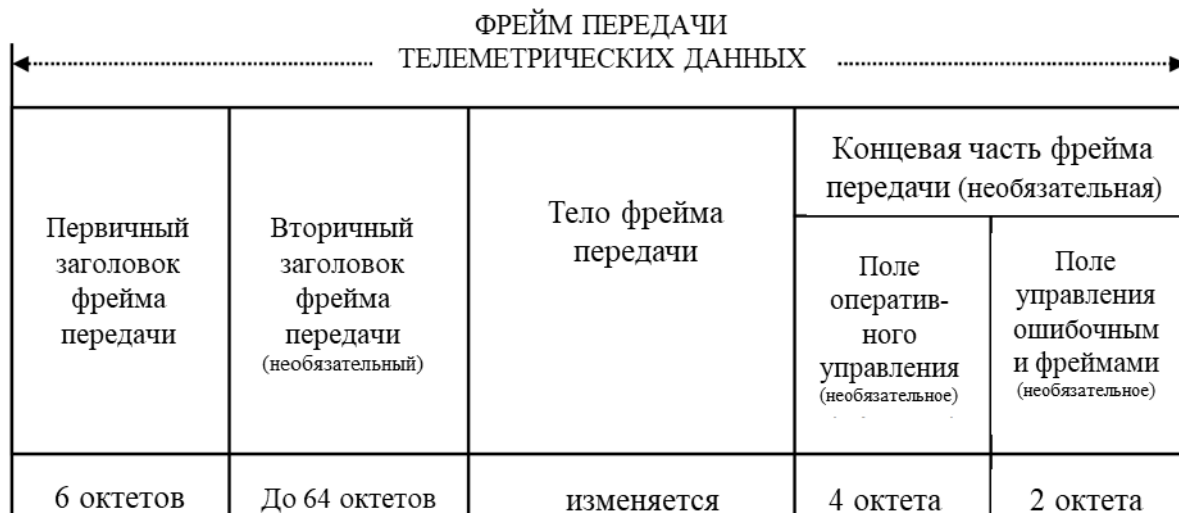 ФРЕЙМ ПЕРЕДАЧИ
ТЕЛЕМЕТРИЧЕСКИХ ДАННЫХ
Первичный
заголовок
фрейма
передачи
Вторичный
заголовок
фрейма
передачи
(необязательный)
Тело фрейма
передачи
Концевая часть фрейма
передачи (необязательная)
Поле
оператив-
ного
управления
(необязательное)
Поле
управления
ошибочным
и фреймами
(необязательное)
6 октетов
До 64 октетов
изменяется
4 октета
2 октета